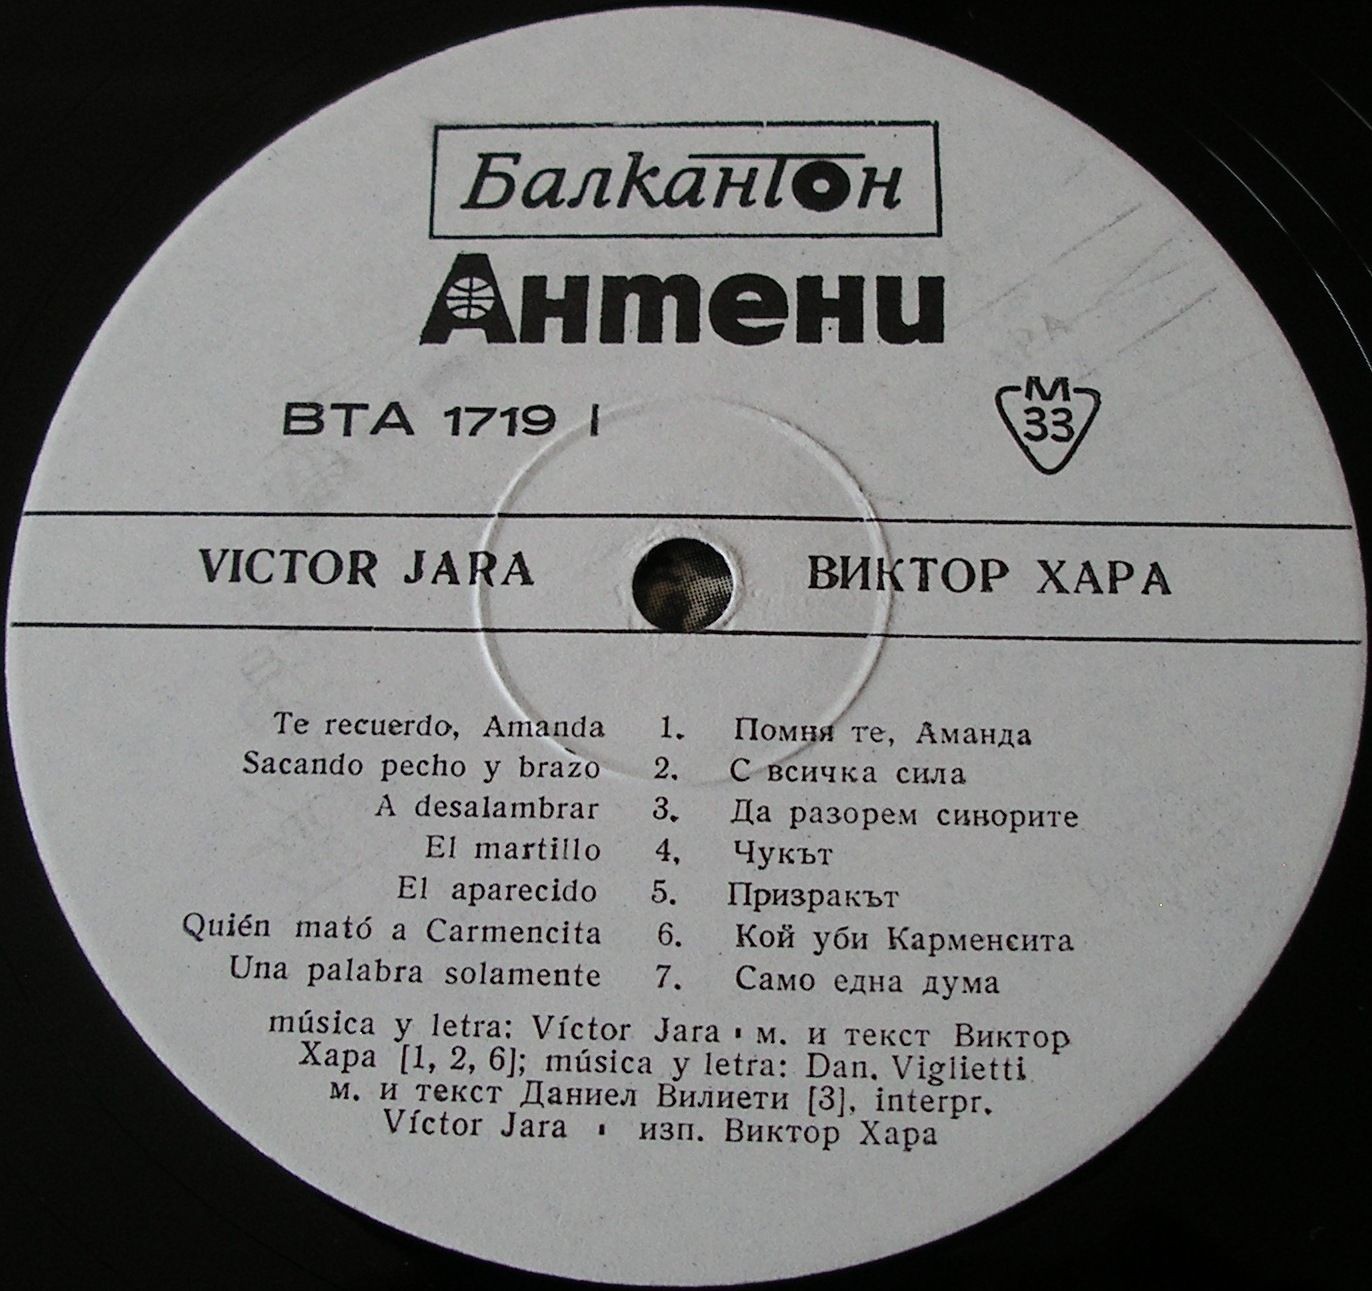 Балкантон
Антени
ВТА 1719 I
М
33
VICTOR JARA ВИКТОР ХАРА
Te recuerdo, Amanda 1. Помня те, Аманда
Sacando pecho y brazo 2. С всичка сила
A desalambrar 3. Да разорем синорите
El martillo 4. Чукът
El aparecido 5. Призракът
Quién mató a Carmencita 6. Кой уби Карменсита
Una palabra solamente 7. Само една дума
música y letra: Víctor Jara · м. и текст Виктор
Хара [1, 2, 6]; música y letra: Dan. Viglietti
м. и текст Даниел Вилиети [3], interpr.
Víctor Jara · изп. Виктор Хара